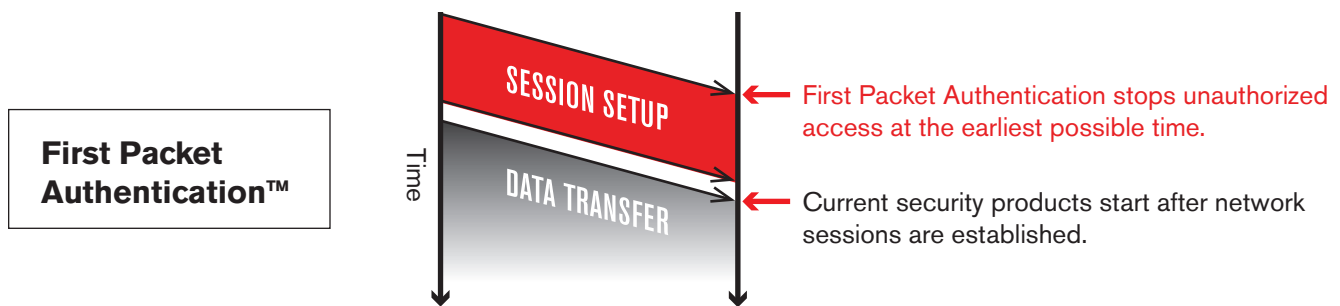 First Packet
Authentication™
Time
SESSION SETUP
DATA TRANSFER
First Packet Authentication stops unauthorized
access at the earliest possible time.
Current security products start after network
sessions are established.